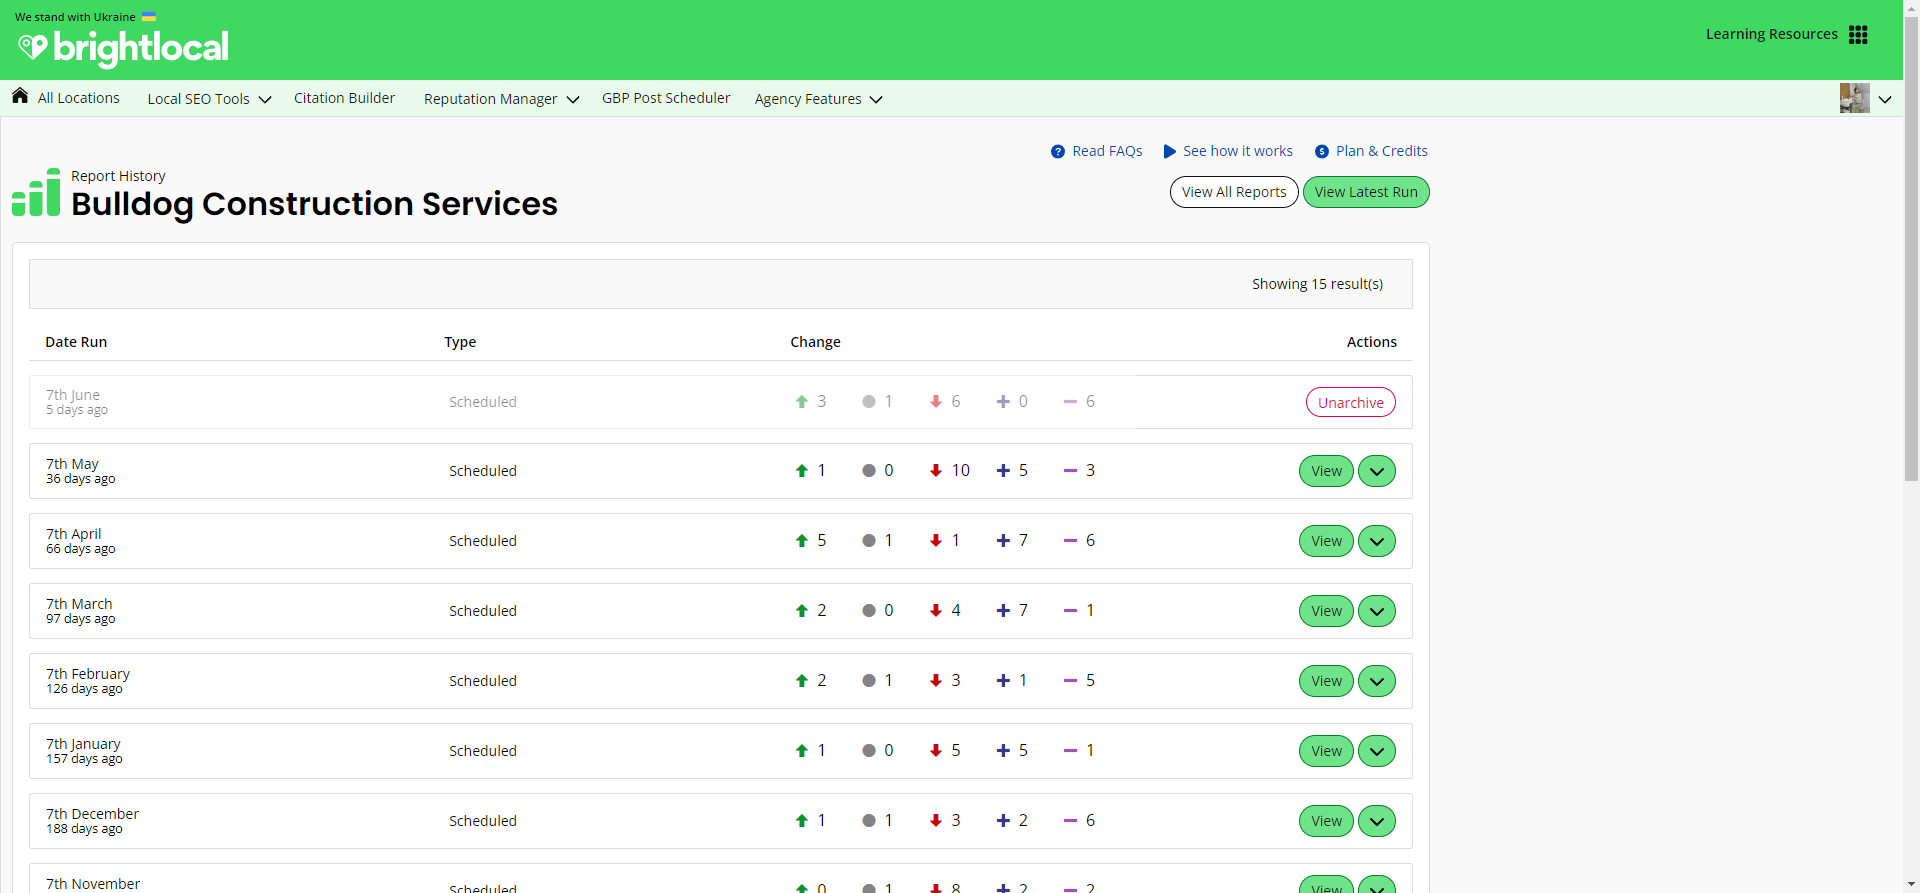 We stand with Ukraine
brightlocal
Learning Resources
All Locations Local SEO Tools Citation Builder Reputation Manager GBP Post Scheduler Agency Features
Read FAQs See how it works Plan & Credits
Report History
Bulldog Construction Services
View All Reports View Latest Run
Showing 15 result(s)
Date Run Type Change Actions
7th June
5 days ago
Scheduled 3 1 6 0 6 Unarchive
7th May
36 days ago
Scheduled 1 0 10 5 3 View
7th April
66 days ago
Scheduled 5 1 1 7 6 View
7th March
97 days ago
Scheduled 2 0 4 7 1 View
7th February
126 days ago
Scheduled 2 1 3 1 5 View
7th January
157 days ago
Scheduled 1 0 5 5 1 View
7th December
188 days ago
Scheduled 1 1 3 2 6 View
7th November
Scheduled 0 1 8 2 2 View